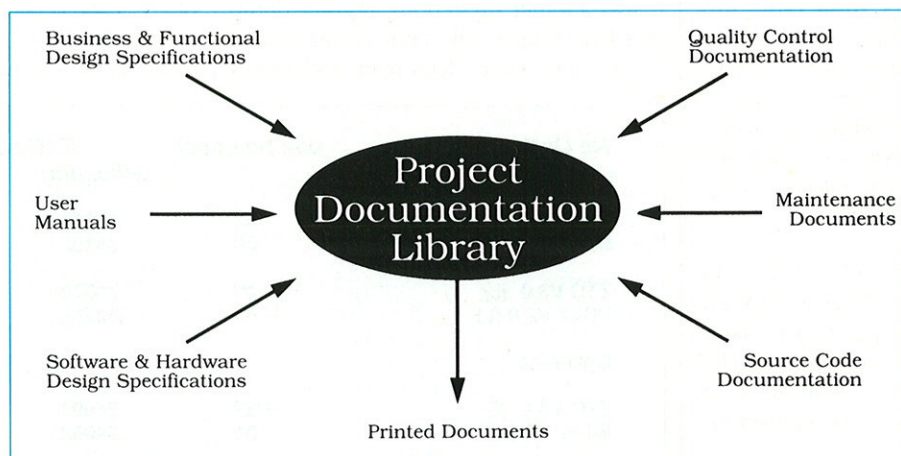 Business & Functional
Design Specifications
Quality Control
Documentation
Project
Documentation
Library
User
Manuals
Maintenance
Documents
Software & Hardware
Design Specifications
Source Code
Documentation
Printed Documents